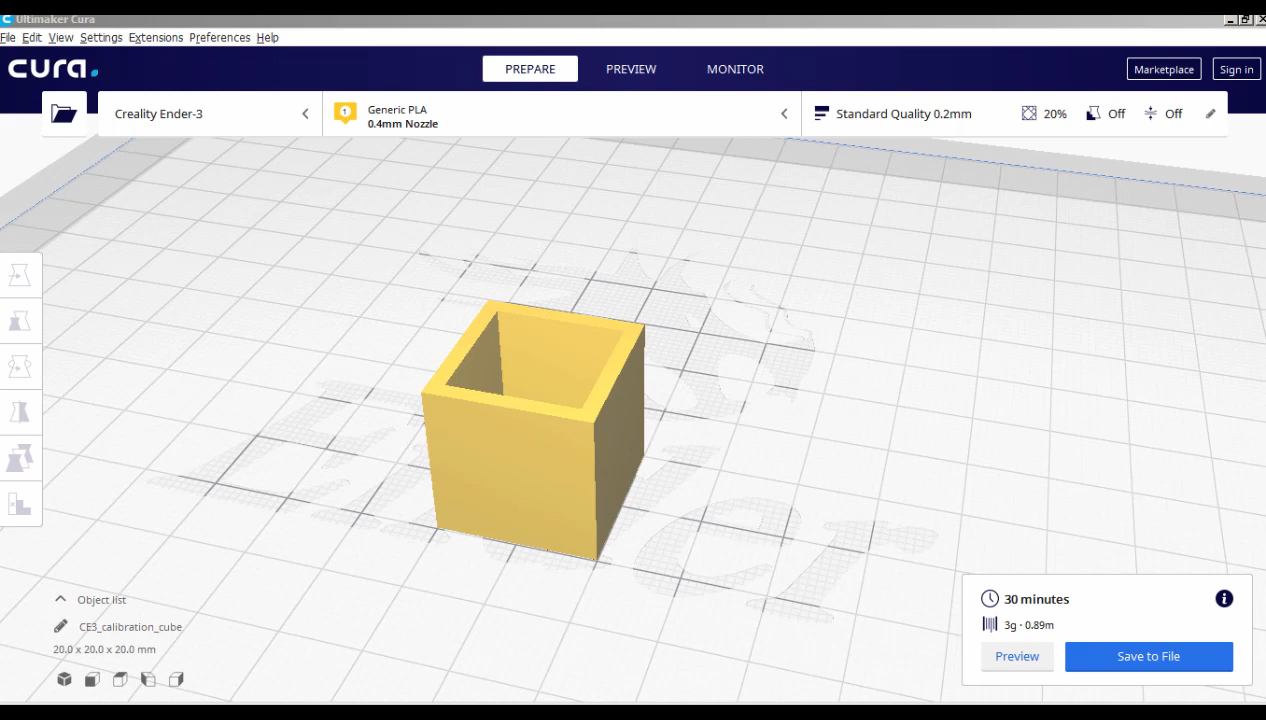 Ultimaker Cura
File Edit View Settings Extensions Preferences Help
cura.
PREPARE PREVIEW MONITOR
Marketplace Sign in
Creality Ender-3
1
Generic PLA
0.4mm Nozzle
Standard Quality 0.2mm 20% Off Off
Ender
Object list
CE3_calibration_cube
20.0 x 20.0 x 20.0 mm
30 minutes
3g · 0.89m
Preview Save to File